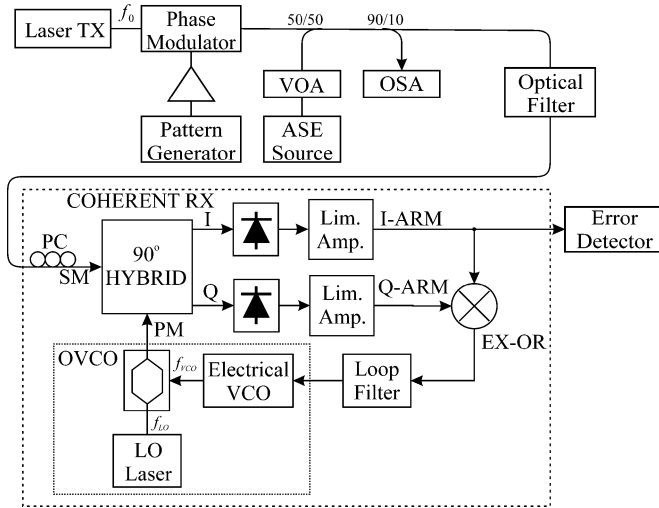 Laser TX
f0
Phase
Modulator
50/50
90/10
VOA
OSA
Optical
Filter
Pattern
Generator
ASE
Source
COHERENT RX
PC
SM
90º
HYBRID
I
Lim.
Amp.
I-ARM
Error
Detector
Q
Lim.
Amp.
Q-ARM
EX-OR
PM
OVCO
fVCO
Electrical
VCO
Loop
Filter
fLO
LO
Laser